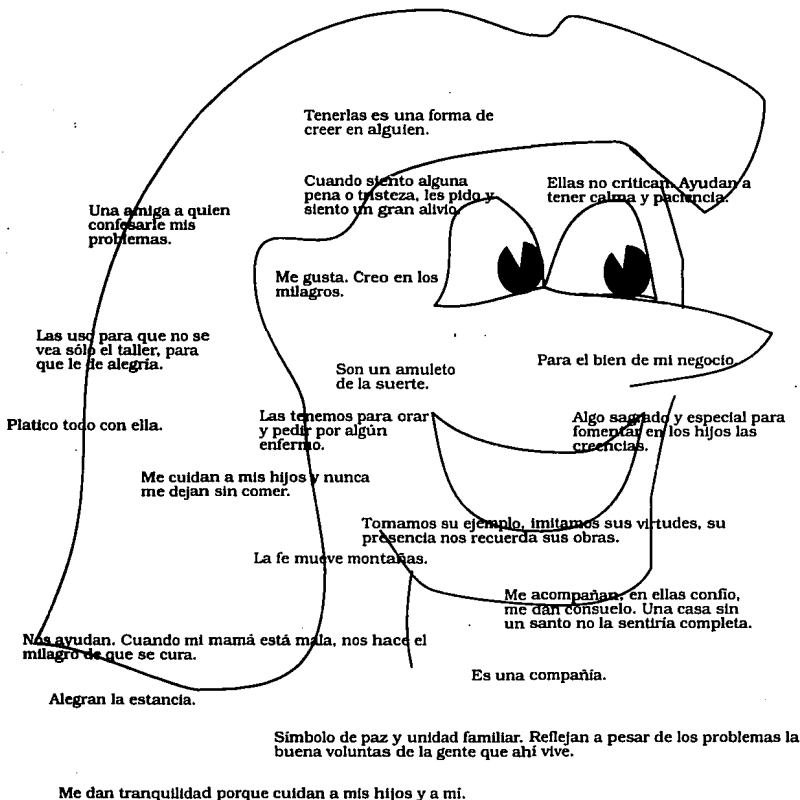 Tenerlas es una forma de
creer en alguien.
Cuando siento alguna
pena o tristeza, les pido y
siento un gran alivio.
Ellas no critican. Ayudan a
tener calma y paciencia.
Una amiga a quien
confesarle mis
problemas.
Me gusta. Creo en los
milagros.
Las uso para que no se
vea sólo el taller, para
que le de alegría.
Son un amuleto
de la suerte.
Para el bien de mi negocio.
Platico todo con ella.
Las tenemos para orar
y pedir por algún
enfermo.
Algo sagrado y especial para
fomentar en los hijos las
creencias.
Me cuidan a mis hijos y nunca
me dejan sin comer.
Tomamos su ejemplo, imitamos sus virtudes, su
presencia nos recuerda sus obras.
La fe mueve montañas.
Me acompañan, en ellas confío,
me dan consuelo. Una casa sin
un santo no la sentiría completa.
Nos ayudan. Cuando mi mamá está mala, nos hace el
milagro de que se cura.
Es una compañía.
Alegran la estancia.
Símbolo de paz y unidad familiar. Reflejan a pesar de los problemas la
buena voluntas de la gente que ahí vive.
Me dan tranquilidad porque cuidan a mis hijos y a mí.